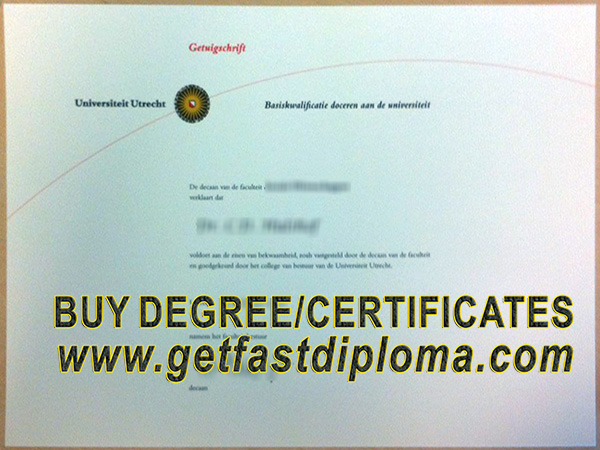 Getuigschrift
Universiteit Utrecht
Basiskwalificatie doceren aan de universiteit
De decaan van de faculteit
verklaart dat
voldoet aan de eisen van bekwaamheid, zoals vastgesteld door de decaan van de faculteit
en goedgekeurd door het college van bestuur van de Universiteit Utrecht.
BUY DEGREE/CERTIFICATES
namens het
www.getfastdiploma.com
decaan